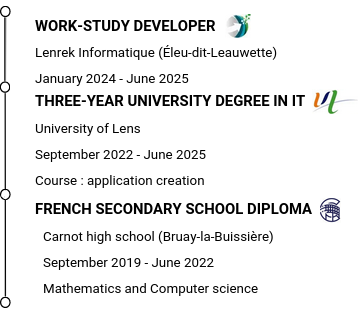 WORK-STUDY DEVELOPER
Lenrek Informatique (Éleu-dit-Leauwette)
January 2024 - June 2025
THREE-YEAR UNIVERSITY DEGREE IN IT
University of Lens
September 2022 - June 2025
Course : application creation
FRENCH SECONDARY SCHOOL DIPLOMA
Carnot high school (Bruay-la-Buissière)
September 2019 - June 2022
Mathematics and Computer science